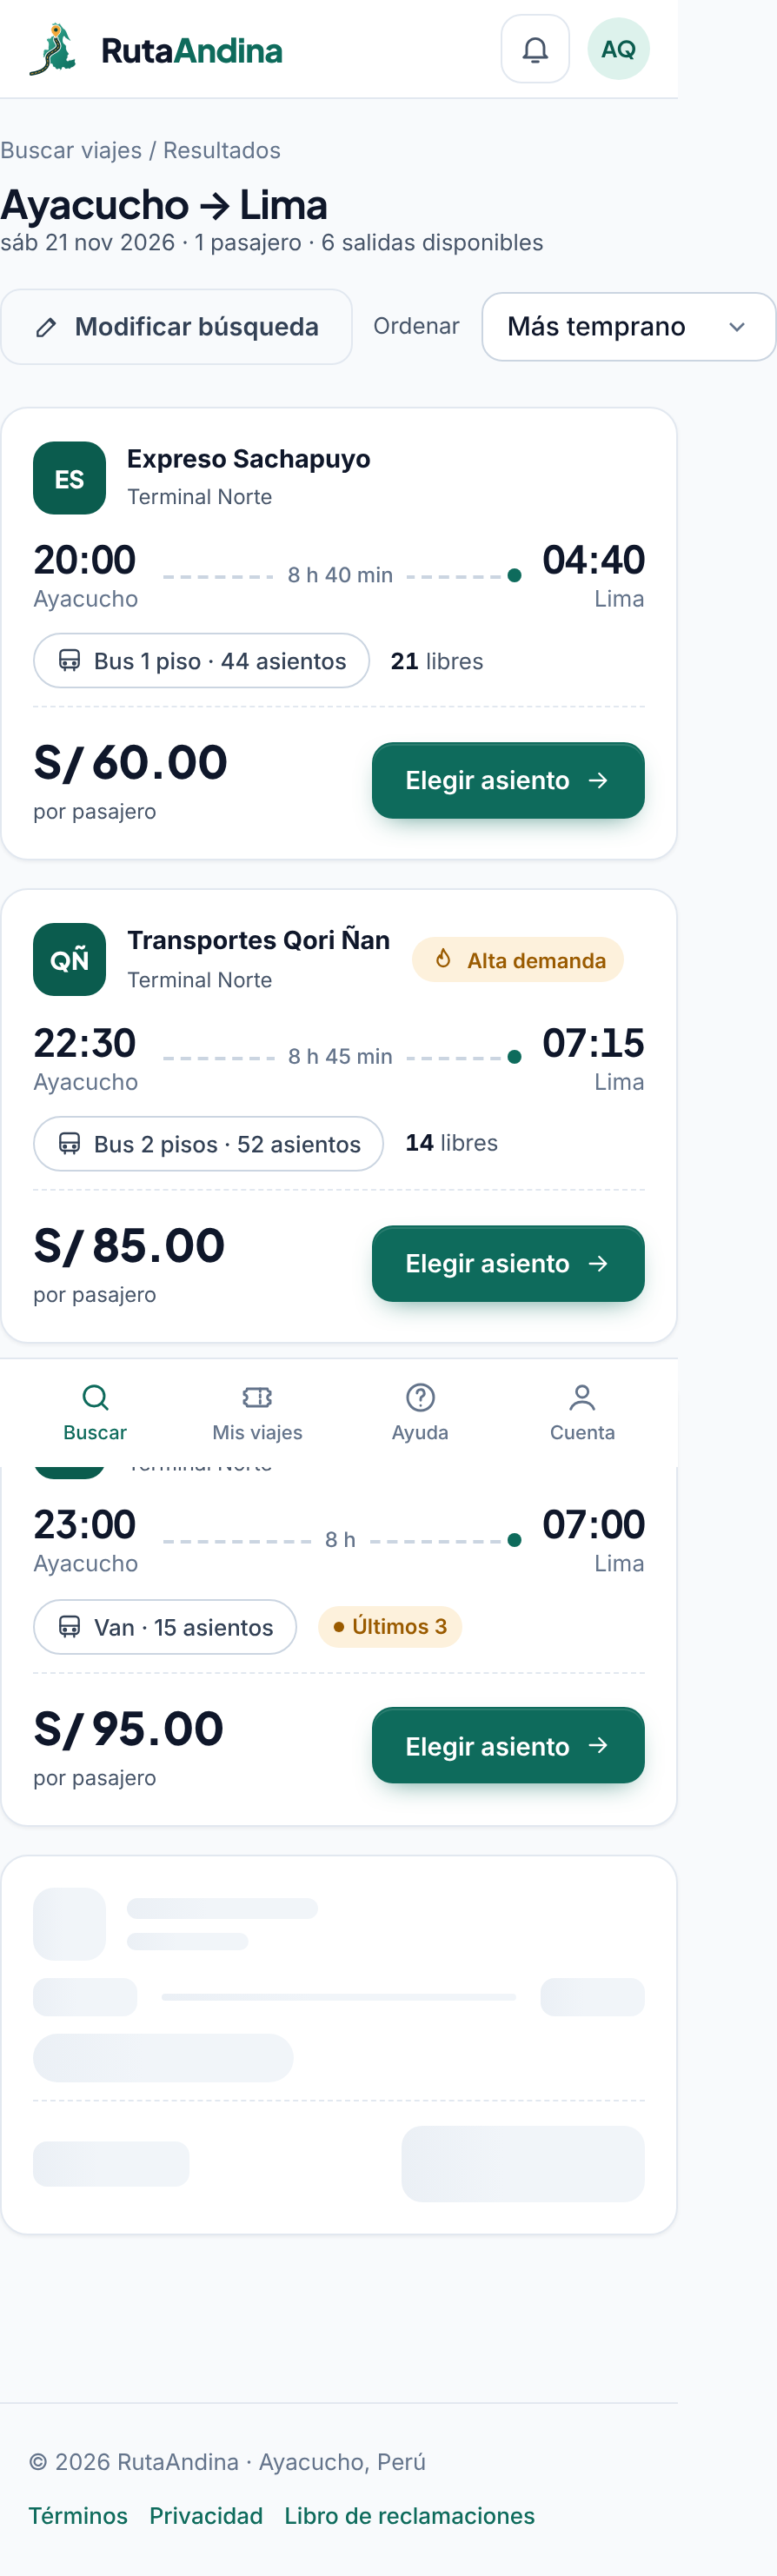 RutaAndina
AQ
Buscar viajes / Resultados
Ayacucho → Lima
sáb 21 nov 2026 · 1 pasajero · 6 salidas disponibles
Modificar búsqueda
Ordenar
Más temprano
ES
Expreso Sachapuyo
Terminal Norte
20:00
8 h 40 min
04:40
Ayacucho
Lima
Bus 1 piso · 44 asientos
21 libres
S/ 60.00
por pasajero
Elegir asiento →
QÑ
Transportes Qori Ñan
Terminal Norte
Alta demanda
22:30
8 h 45 min
07:15
Ayacucho
Lima
Bus 2 pisos · 52 asientos
14 libres
S/ 85.00
por pasajero
Elegir asiento →
Buscar
Mis viajes
Ayuda
Cuenta
Terminal Norte
23:00
8 h
07:00
Ayacucho
Lima
Van · 15 asientos
Últimos 3
S/ 95.00
por pasajero
Elegir asiento →
© 2026 RutaAndina · Ayacucho, Perú
Términos Privacidad Libro de reclamaciones